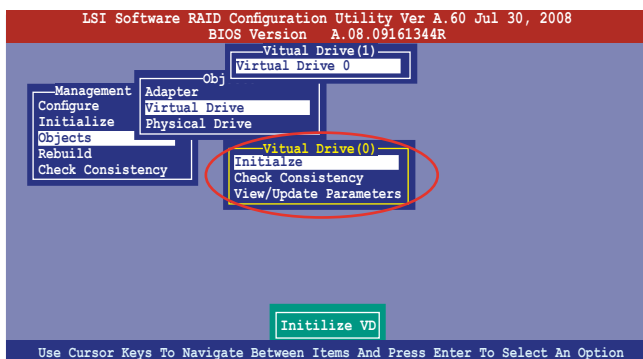 LSI Software RAID Configuration Utility Ver A.60 Jul 30, 2008
BIOS Version A.08.09161344R
Vitual Drive(1)
Virtual Drive 0
Obj
Adapter
Virtual Drive
Physical Drive
Management
Configure
Initialize
Objects
Rebuild
Check Consistency
Vitual Drive(0)
Initialze
Check Consistency
View/Update Parameters
Initilize VD
Use Cursor Keys To Navigate Between Items And Press Enter To Select An Option